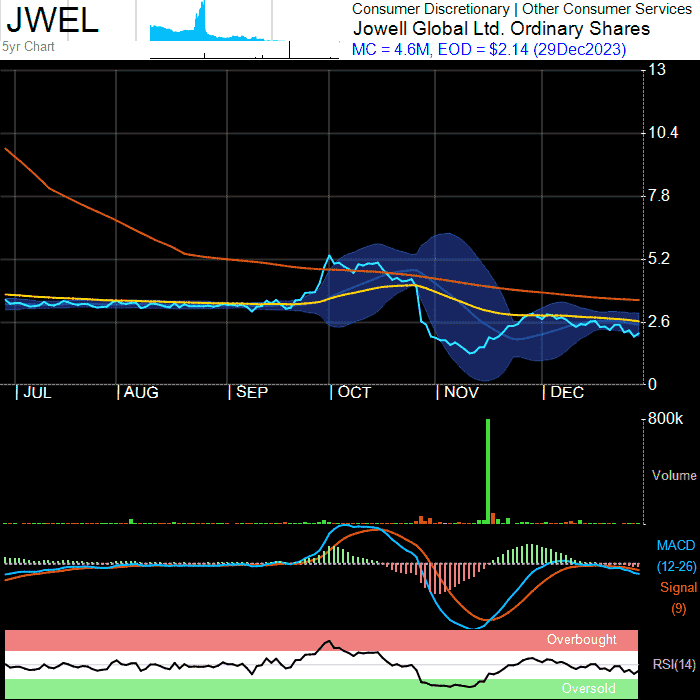 JWEL
5yr Chart
Consumer Discretionary | Other Consumer Services
Jowell Global Ltd. Ordinary Shares
MC = 4.6M, EOD = $2.14 (29Dec2023)
13
10.4
7.8
5.2
2.6
0
JUL AUG SEP OCT NOV DEC
800k
Volume
MACD
(12-26)
Signal
(9)
Overbought
RSI(14)
Oversold